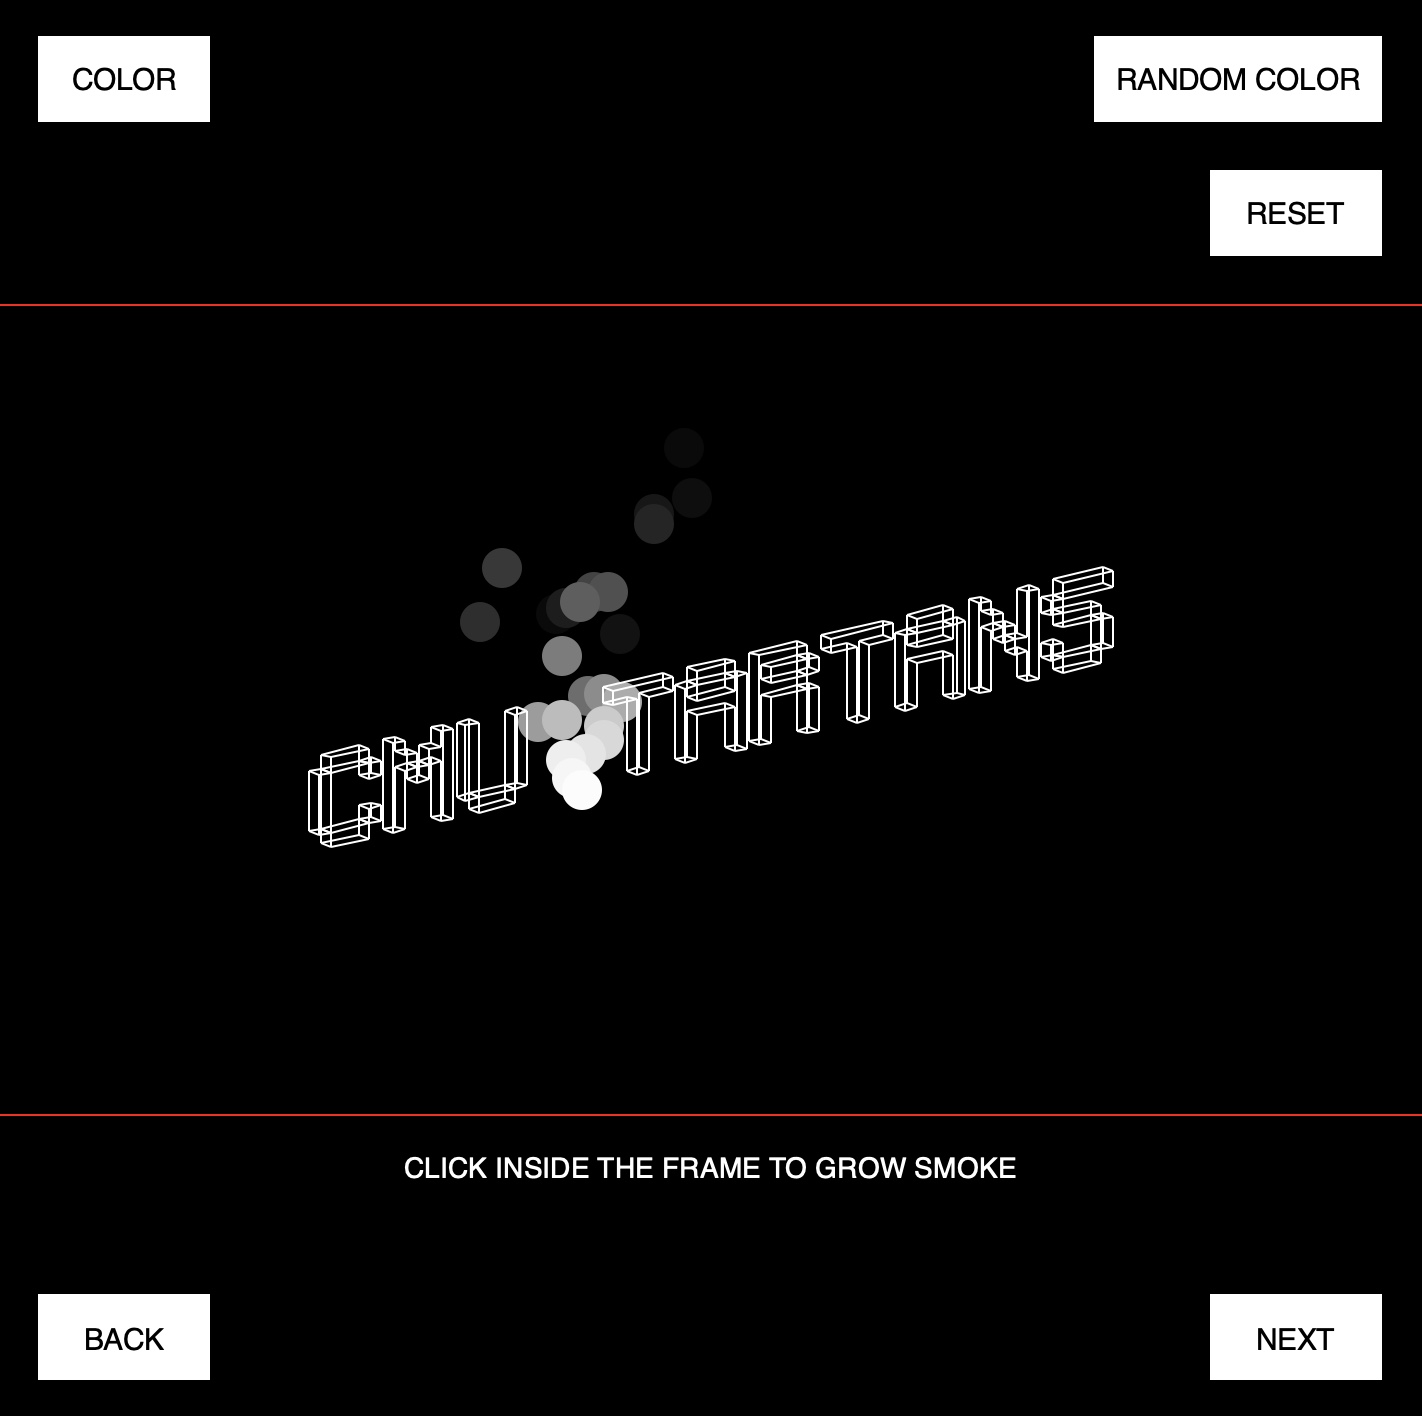 COLOR
RANDOM COLOR
RESET
CMU TARTANS
CLICK INSIDE THE FRAME TO GROW SMOKE
BACK
NEXT